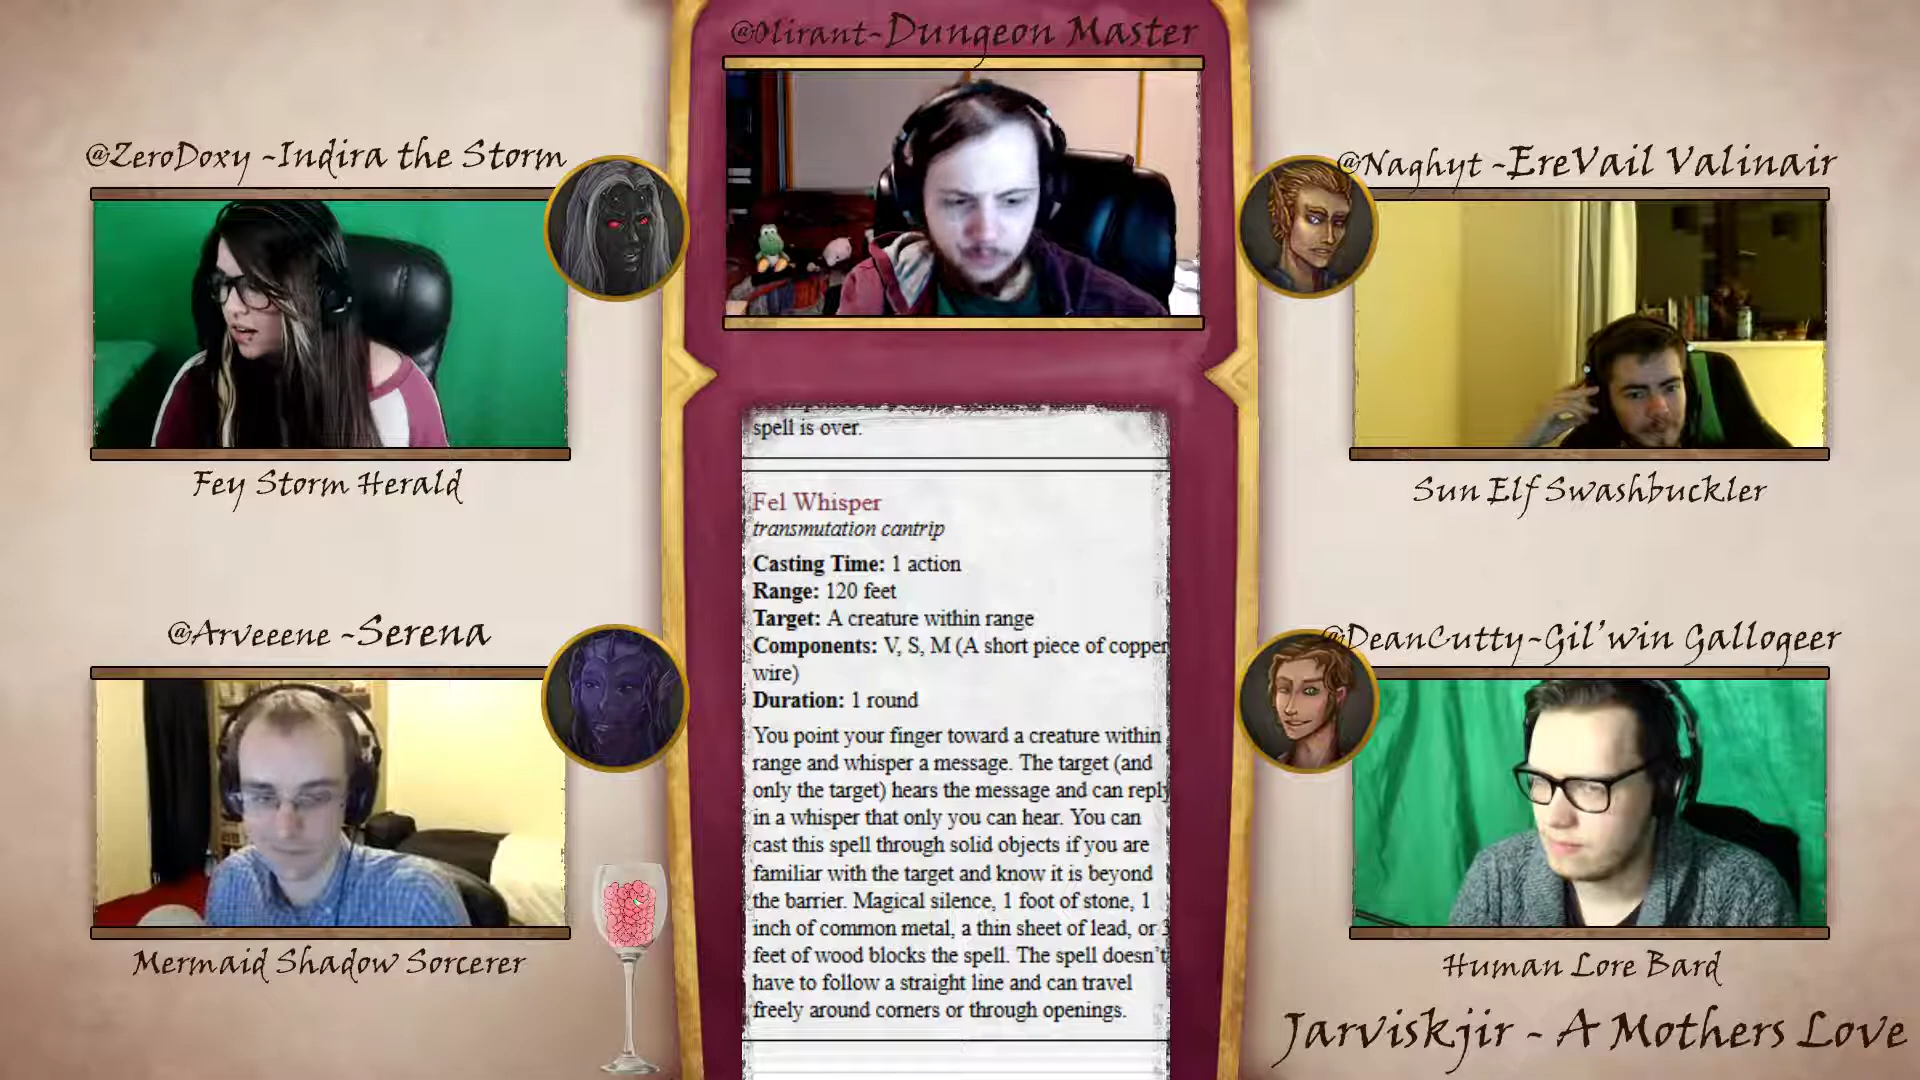 @Olirant-Dungeon Master
@ZeroDoxy -Indira the Storm
Fey Storm Herald
@Arveeene -Serena
Mermaid Shadow Sorcerer
spell is over.
Fel Whisper
transmutation cantrip
Casting Time: 1 action
Range: 120 feet
Target: A creature within range
Components: V, S, M (A short piece of copper
wire)
Duration: 1 round
You point your finger toward a creature within
range and whisper a message. The target (and
only the target) hears the message and can reply
in a whisper that only you can hear. You can
cast this spell through solid objects if you are
familiar with the target and know it is beyond
the barrier. Magical silence, 1 foot of stone, 1
inch of common metal, a thin sheet of lead, or 3
feet of wood blocks the spell. The spell doesn't
have to follow a straight line and can travel
freely around corners or through openings.
@Naghyt -EreVail Valinair
Sun Elf Swashbuckler
@DeanCutty-Gil'win Gallogeer
Human Lore Bard
Jarviskjir - A Mothers Love